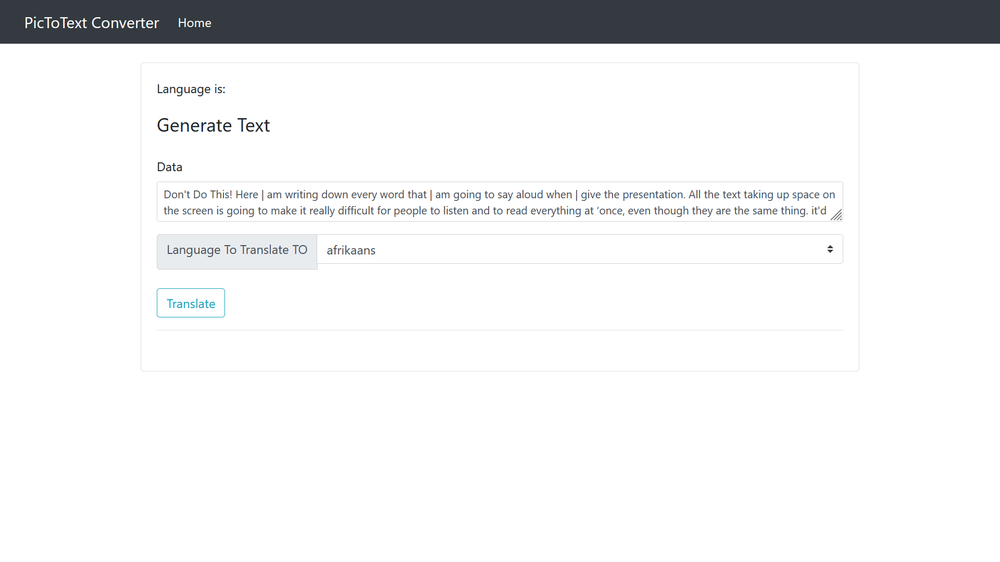 PicToText Converter Home
Language is:
Generate Text
Data
Don't Do This! Here | am writing down every word that | am going to say aloud when | give the presentation. All the text taking up space on
the screen is going to make it really difficult for people to listen and to read everything at ‘once, even though they are the same thing. it'd
Language To Translate TO afrikaans
Translate